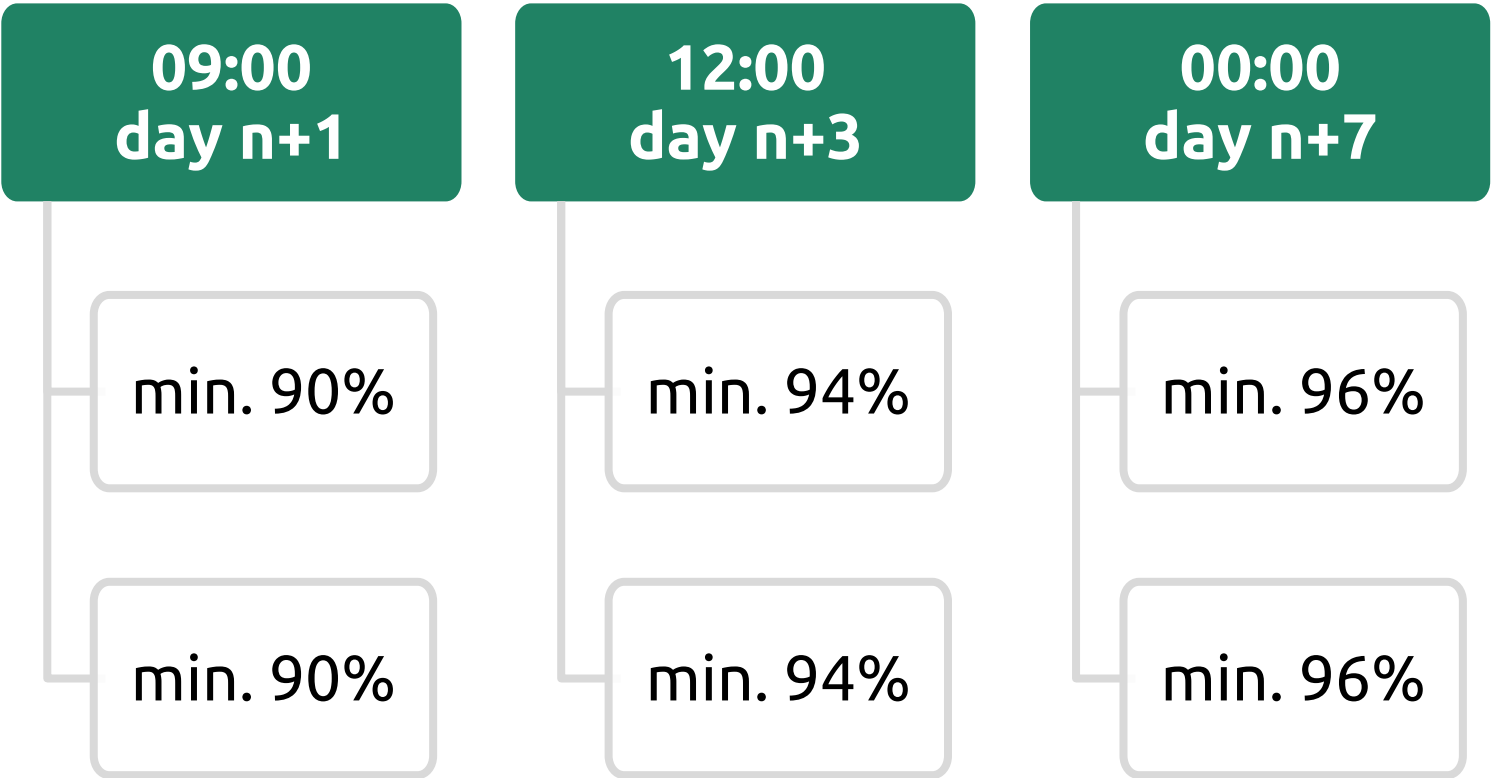 09:00
day n+1
min. 90%
min. 90%
12:00
day n+3
min. 94%
min. 94%
00:00
day n+7
min. 96%
min. 96%